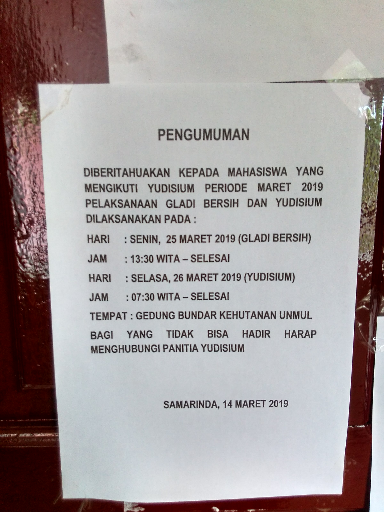 PENGUMUMAN
DIBERITAHUAKAN KEPADA MAHASISWA YANG
MENGIKUTI YUDISIUM PERIODE MARET 2019
PELAKSANAAN GLADI BERSIH DAN YUDISIUM
DILAKSANAKAN PADA :
HARI : SENIN, 25 MARET 2019 (GLADI BERSIH)
JAM : 13:30 WITA – SELESAI
HARI : SELASA, 26 MARET 2019 (YUDISIUM)
JAM : 07:30 WITA – SELESAI
TEMPAT : GEDUNG BUNDAR KEHUTANAN UNMUL
BAGI YANG TIDAK BISA HADIR HARAP
MENGHUBUNGI PANITIA YUDISIUM
SAMARINDA, 14 MARET 2019